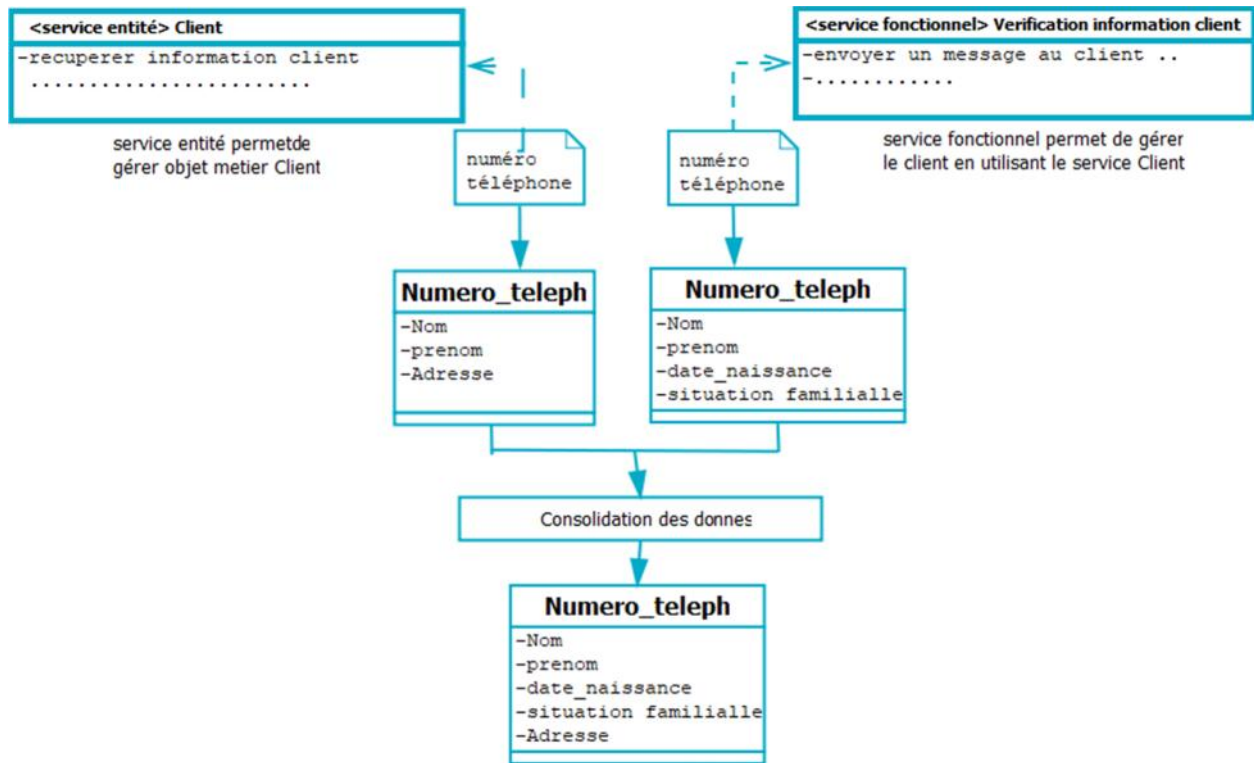 <service entité> Client
-recuperer information client
........................
service entité permetde
gérer objet metier Client
<service fonctionnel> Verification information client
-envoyer un message au client ..
-............
service fonctionnel permet de gérer
le client en utilisant le service Client
numéro
téléphone
numéro
téléphone
Numero_teleph
-Nom
-prenom
-Adresse
Numero_teleph
-Nom
-prenom
-date_naissance
-situation familialle
Consolidation des donnes
Numero_teleph
-Nom
-prenom
-date_naissance
-situation familialle
-Adresse